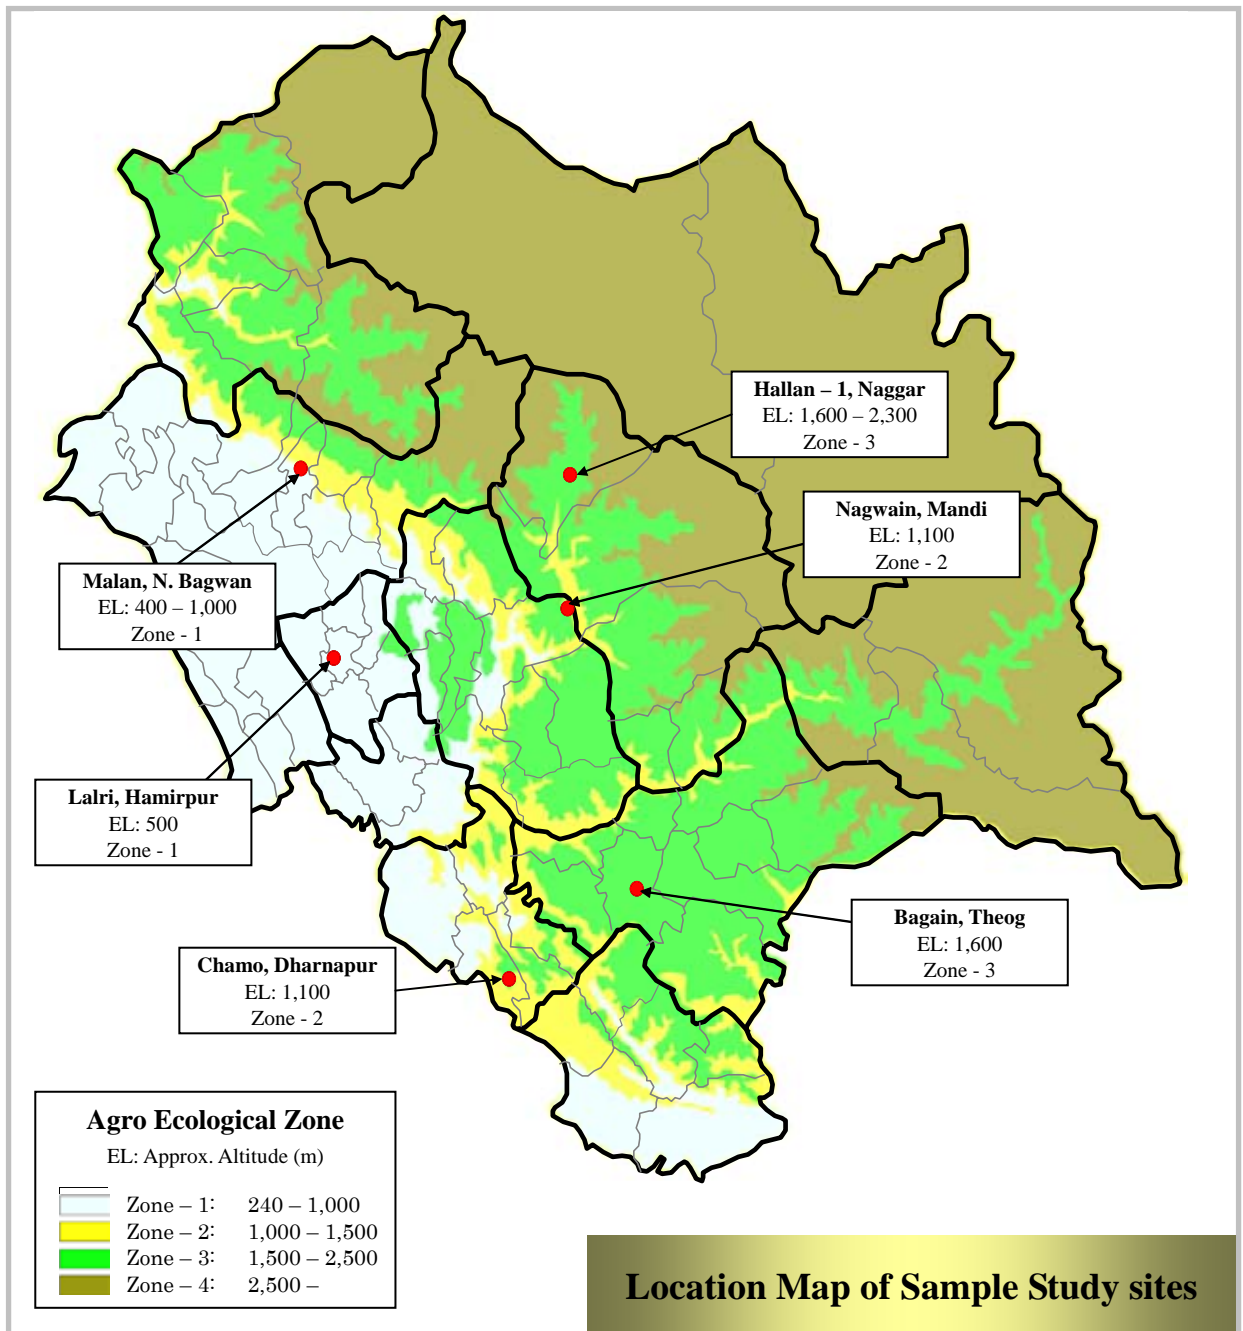 Hallan – 1, Naggar
EL: 1,600 – 2,300
Zone - 3
Nagwain, Mandi
EL: 1,100
Zone - 2
Malan, N. Bagwan
EL: 400 – 1,000
Zone - 1
Lalri, Hamirpur
EL: 500
Zone - 1
Bagain, Theog
EL: 1,600
Zone - 3
Chamo, Dharnapur
EL: 1,100
Zone - 2
Agro Ecological Zone
EL: Approx. Altitude (m)
Zone – 1: 240 – 1,000
Zone – 2: 1,000 – 1,500
Zone – 3: 1,500 – 2,500
Zone – 4: 2,500 –
Location Map of Sample Study sites